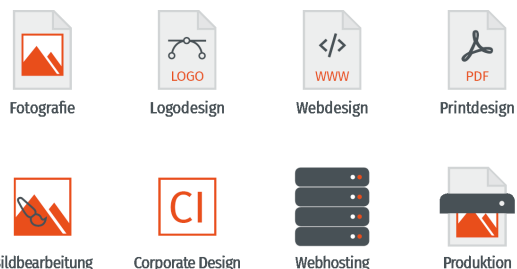 LOGO
WWW
PDF
Fotografie
Logodesign
Webdesign
Printdesign
CI
ildbearbeitung
Corporate Design
Webhosting
Produktion